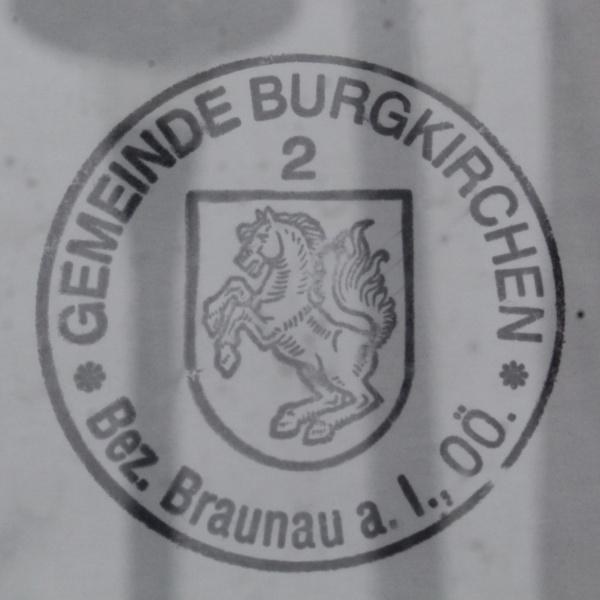 GEMEINDE BURGKIRCHEN
2
* Bez. Braunau a. I., OÖ. *